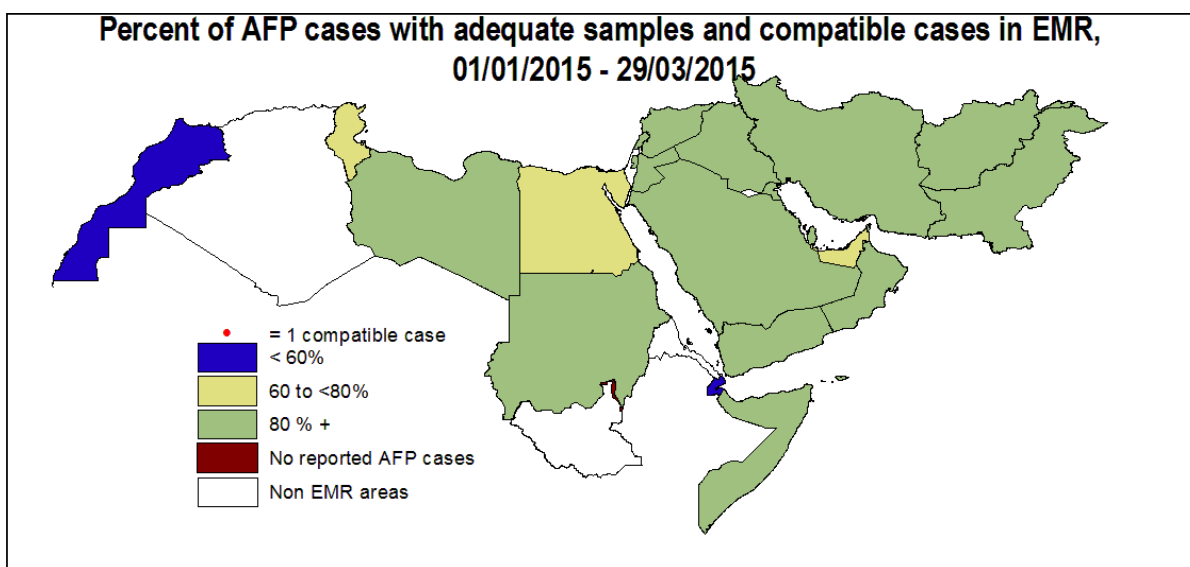 Percent of AFP cases with adequate samples and compatible cases in EMR,
01/01/2015 - 29/03/2015
= 1 compatible case
< 60%
60 to <80%
80 % +
No reported AFP cases
Non EMR areas